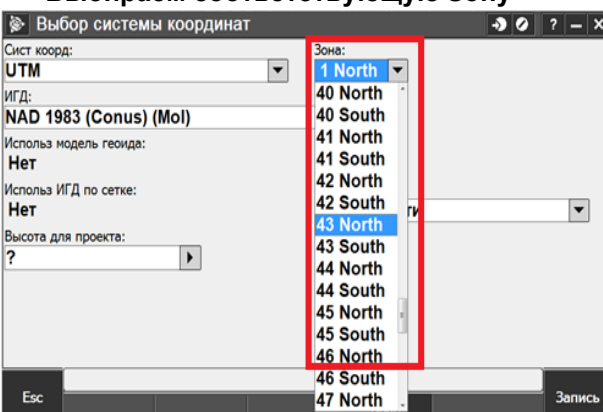 Выбираем соответствующую зону
Выбор системы координат
? – X
Сист коорд:
Зона:
UTM
1 North
ИГД:
NAD 1983 (Conus) (Mol)
Использ модель геоида:
Нет
Использ ИГД по сетке:
Нет
Высота для проекта:
?
40 North
40 South
41 North
41 South
42 North
42 South
43 North
43 South
44 North
44 South
45 North
45 South
46 North
46 South
47 North
Esc
Запись